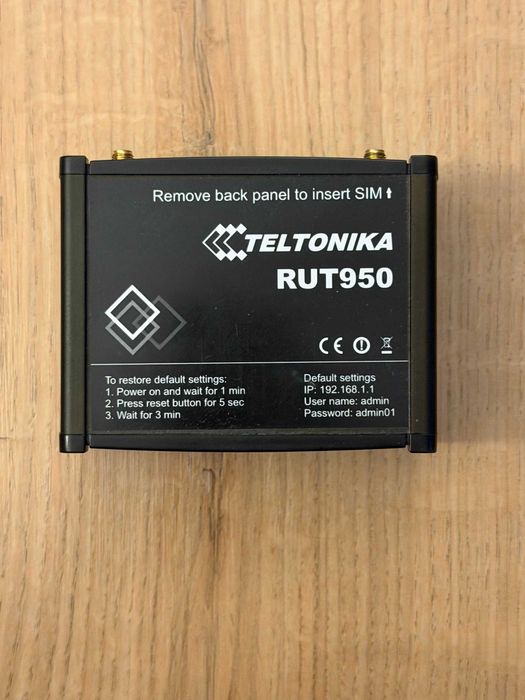 Remove back panel to insert SIM
TELTONIKA
RUT950
CE
To restore default settings:
1. Power on and wait for 1 min
2. Press reset button for 5 sec
3. Wait for 3 min
Default settings
IP: 192.168.1.1
User name: admin
Password: admin01